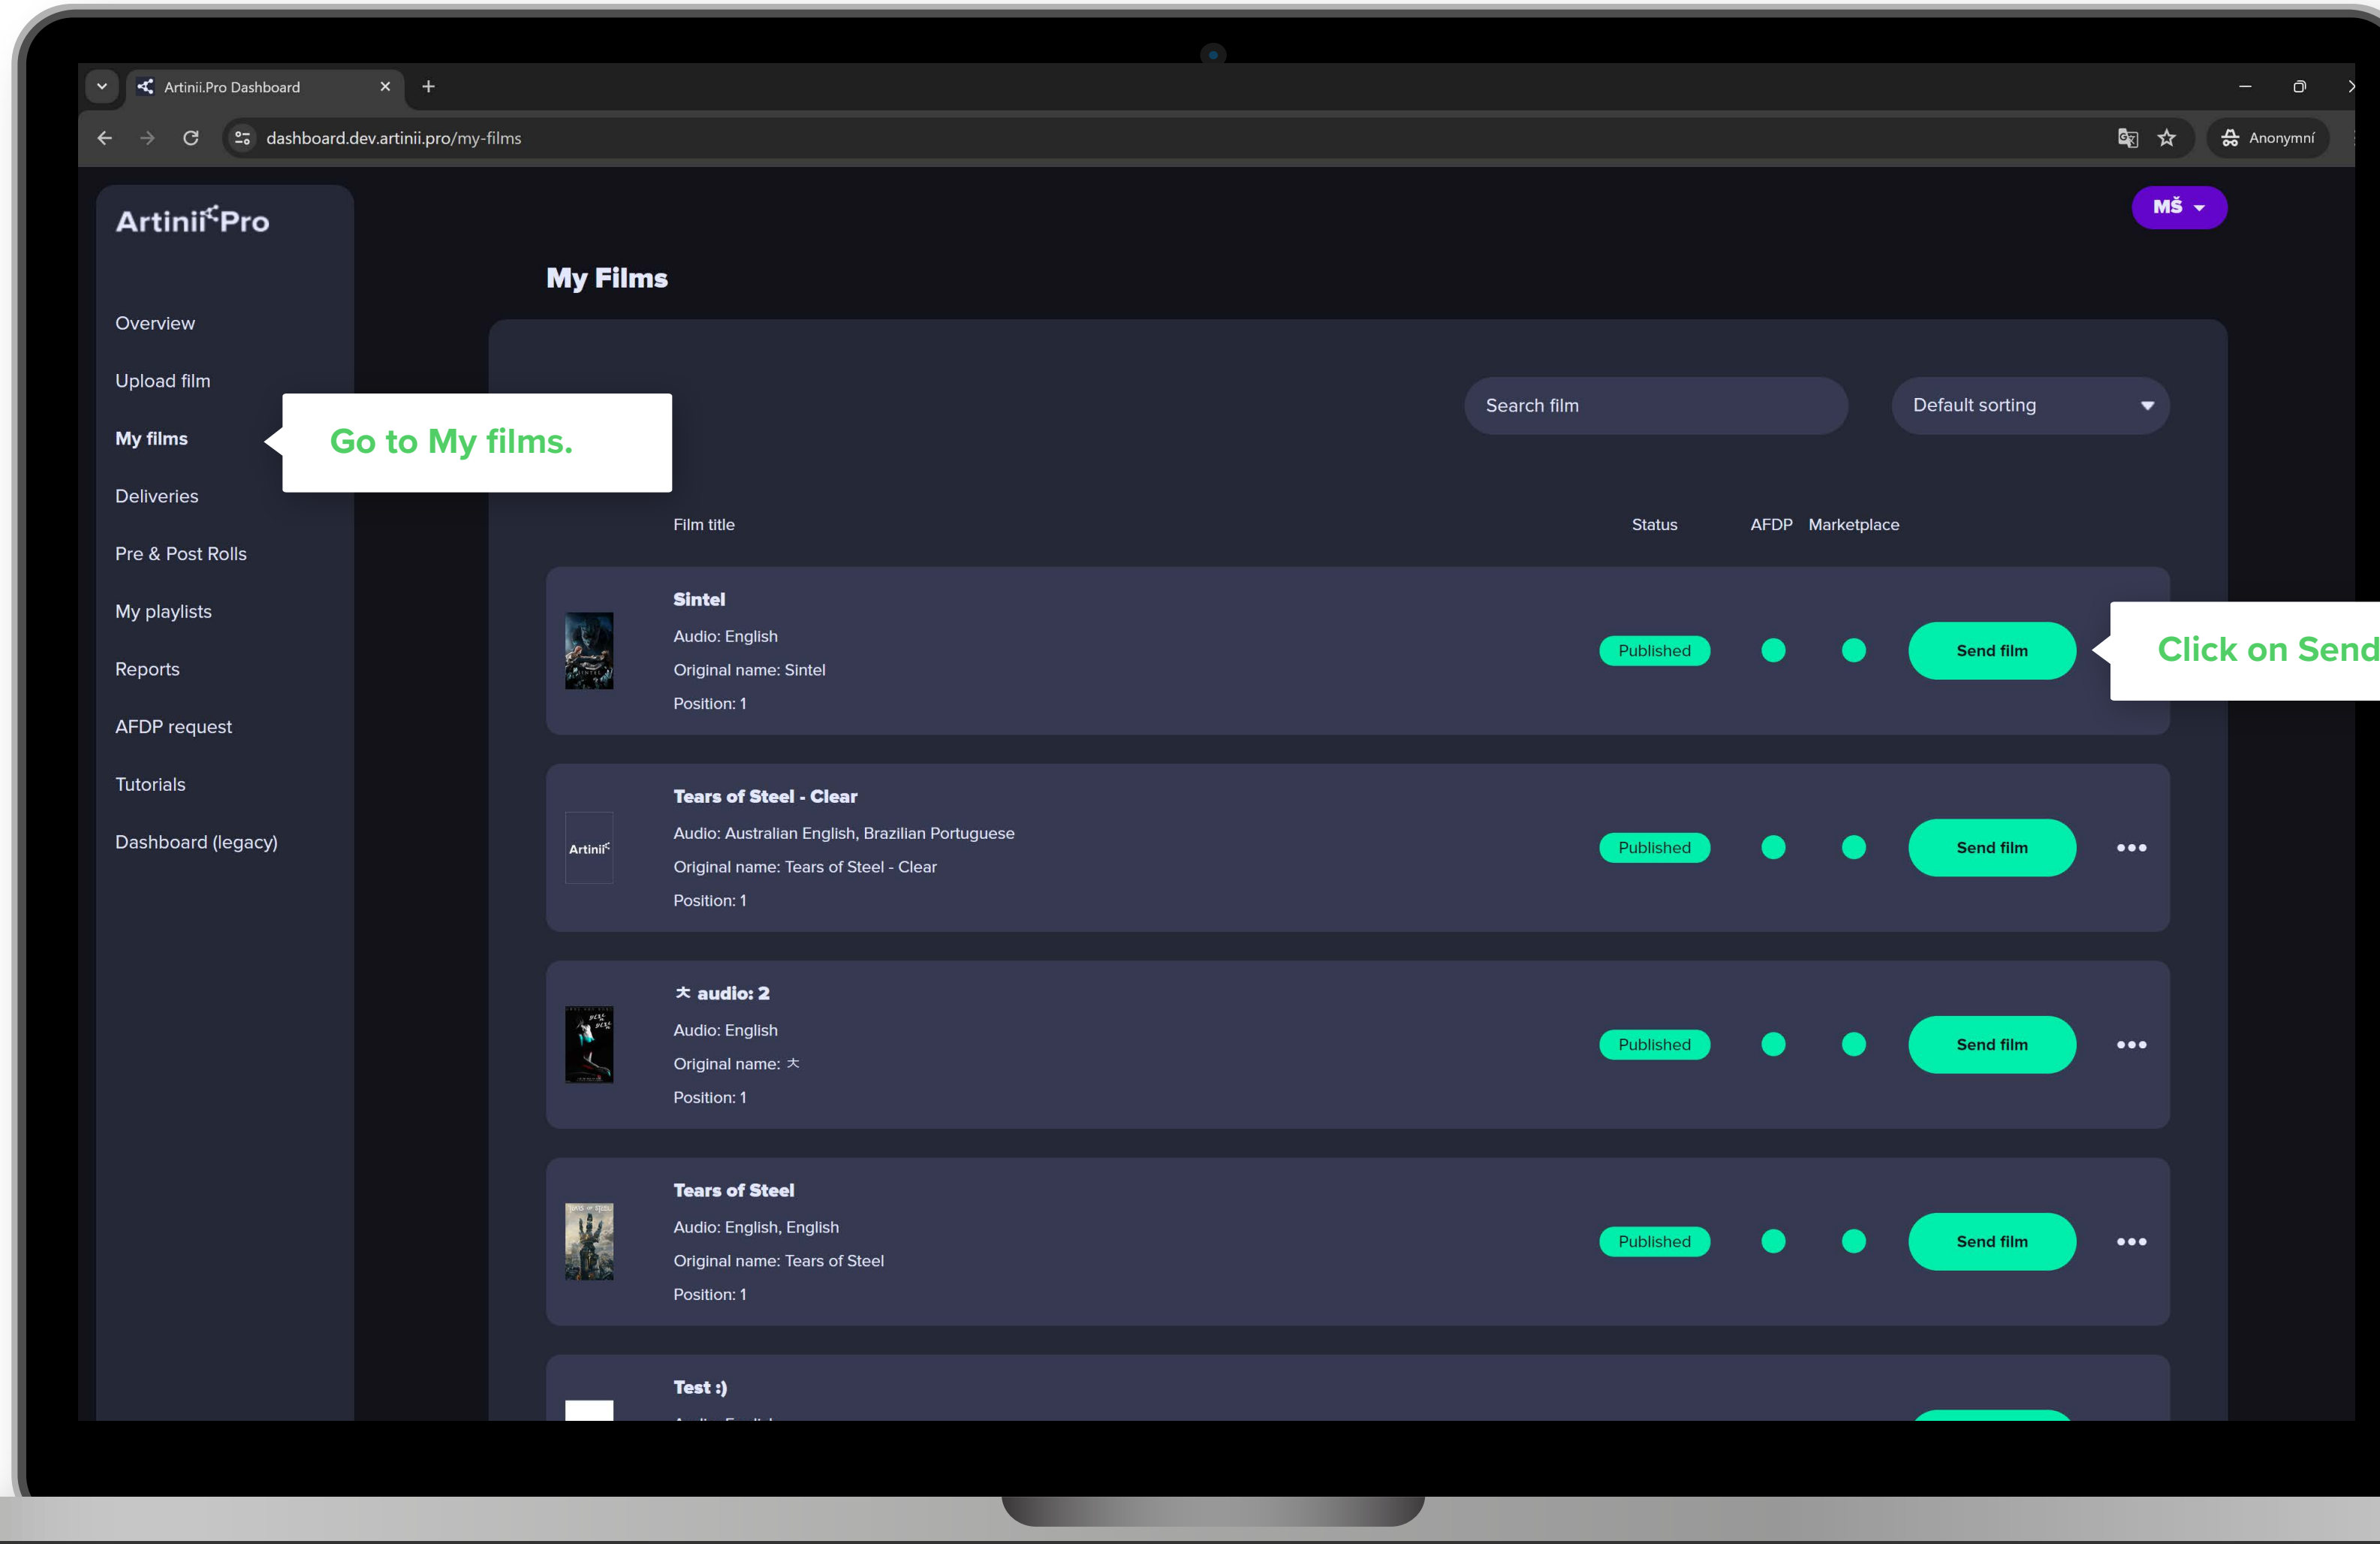 Artinii.Pro Dashboard
dashboard.dev.artinii.pro/my-films
Anonymní
Artinii Pro
MŠ
My Films
Overview
Upload film
My films
Deliveries
Pre & Post Rolls
My playlists
Reports
AFDP request
Tutorials
Dashboard (legacy)
Go to My films.
Search film
Default sorting
Film title Status AFDP Marketplace
Sintel
Audio: English
Original name: Sintel
Position: 1
Published
Send film
Click on Send
SINTEL
Tears of Steel - Clear
Audio: Australian English, Brazilian Portuguese
Original name: Tears of Steel - Clear
Position: 1
Artinii
Published
Send film
ㅊ audio: 2
Audio: English
Original name: ㅊ
Position: 1
Published
Send film
Tears of Steel
Audio: English, English
Original name: Tears of Steel
Position: 1
TEARS OF STEEL
Published
Send film
Test :)